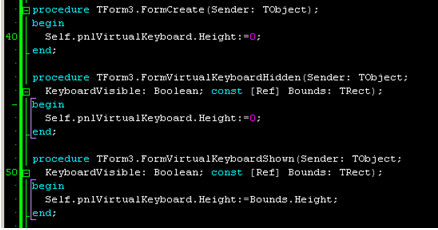 procedure TForm3.FormCreate(Sender: TObject);
begin
40 Self.pnlVirtualKeyboard.Height:=0;
end;
procedure TForm3.FormVirtualKeyboardHidden(Sender: TObject;
KeyboardVisible: Boolean; const [Ref] Bounds: TRect);
begin
Self.pnlVirtualKeyboard.Height:=0;
end;
procedure TForm3.FormVirtualKeyboardShown(Sender: TObject;
50 KeyboardVisible: Boolean; const [Ref] Bounds: TRect);
begin
Self.pnlVirtualKeyboard.Height:=Bounds.Height;
end;